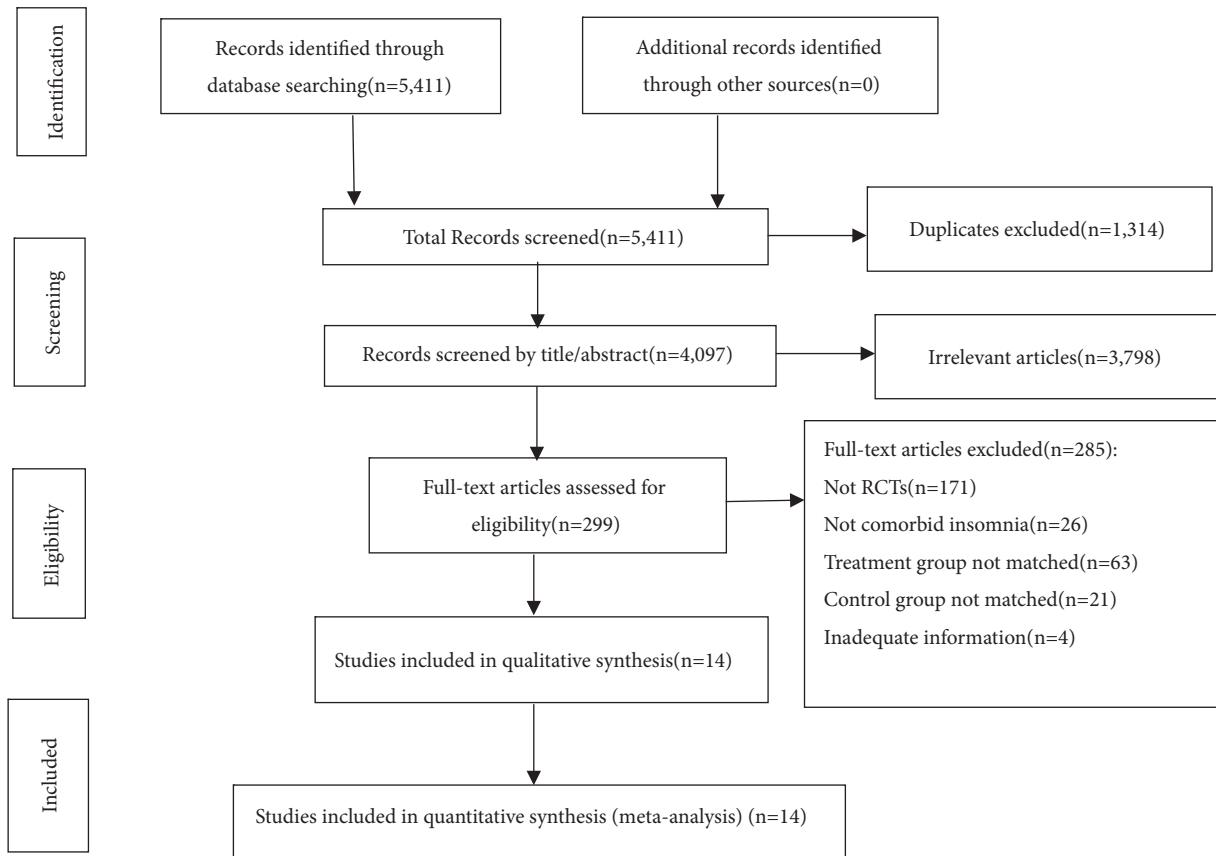 Identification
Records identified through
database searching(n=5,411)
Additional records identified
through other sources(n=0)
Screening
Total Records screened(n=5,411)
Duplicates excluded(n=1,314)
Records screened by title/abstract(n=4,097)
Irrelevant articles(n=3,798)
Eligibility
Full-text articles assessed for
eligibility(n=299)
Full-text articles excluded(n=285):
Not RCTs(n=171)
Not comorbid insomnia(n=26)
Treatment group not matched(n=63)
Control group not matched(n=21)
Inadequate information(n=4)
Studies included in qualitative synthesis(n=14)
Included
Studies included in quantitative synthesis (meta-analysis) (n=14)